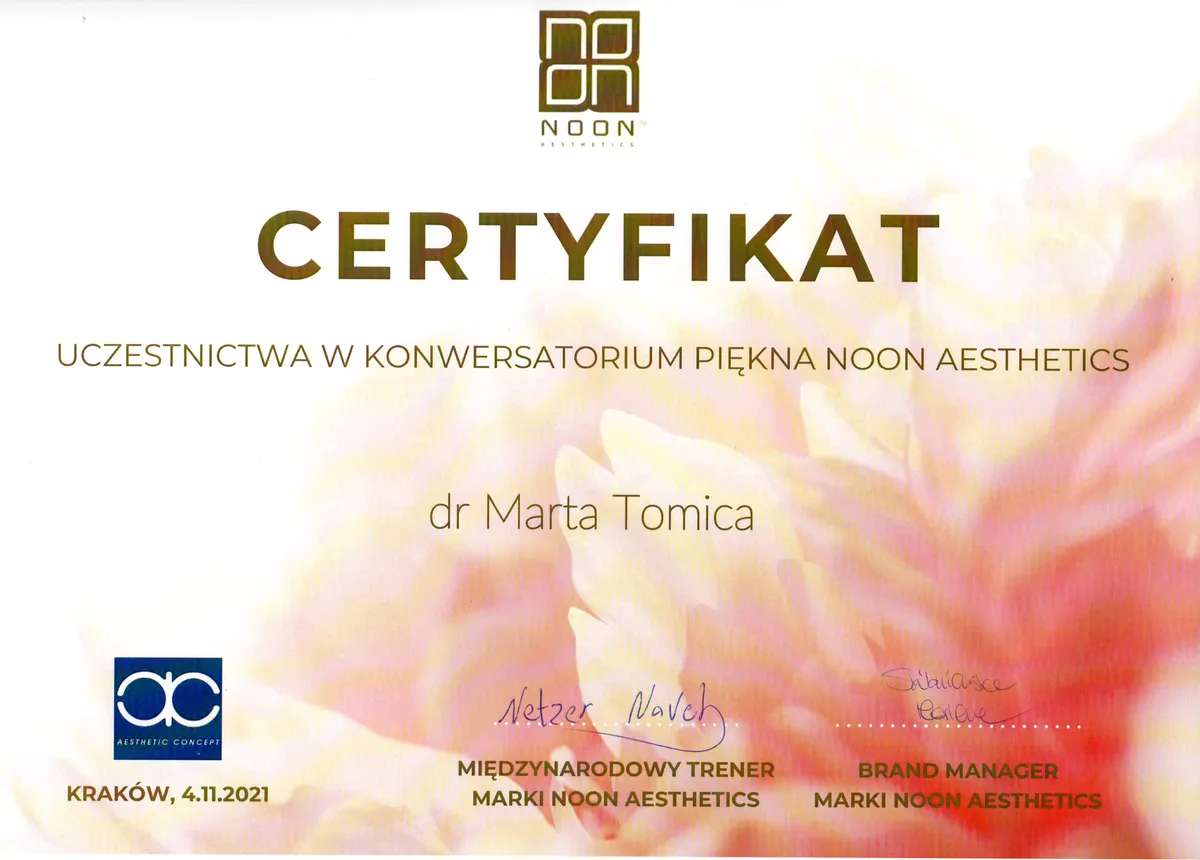 NOON
AESTHETICS
CERTYFIKAT
UCZESTNICTWA W KONWERSATORIUM PIĘKNA NOON AESTHETICS
dr Marta Tomica
AESTHETIC CONCEPT
KRAKÓW, 4.11.2021
Netzer Naveh
MIĘDZYNARODOWY TRENER
MARKI NOON AESTHETICS
BRAND MANAGER
MARKI NOON AESTHETICS